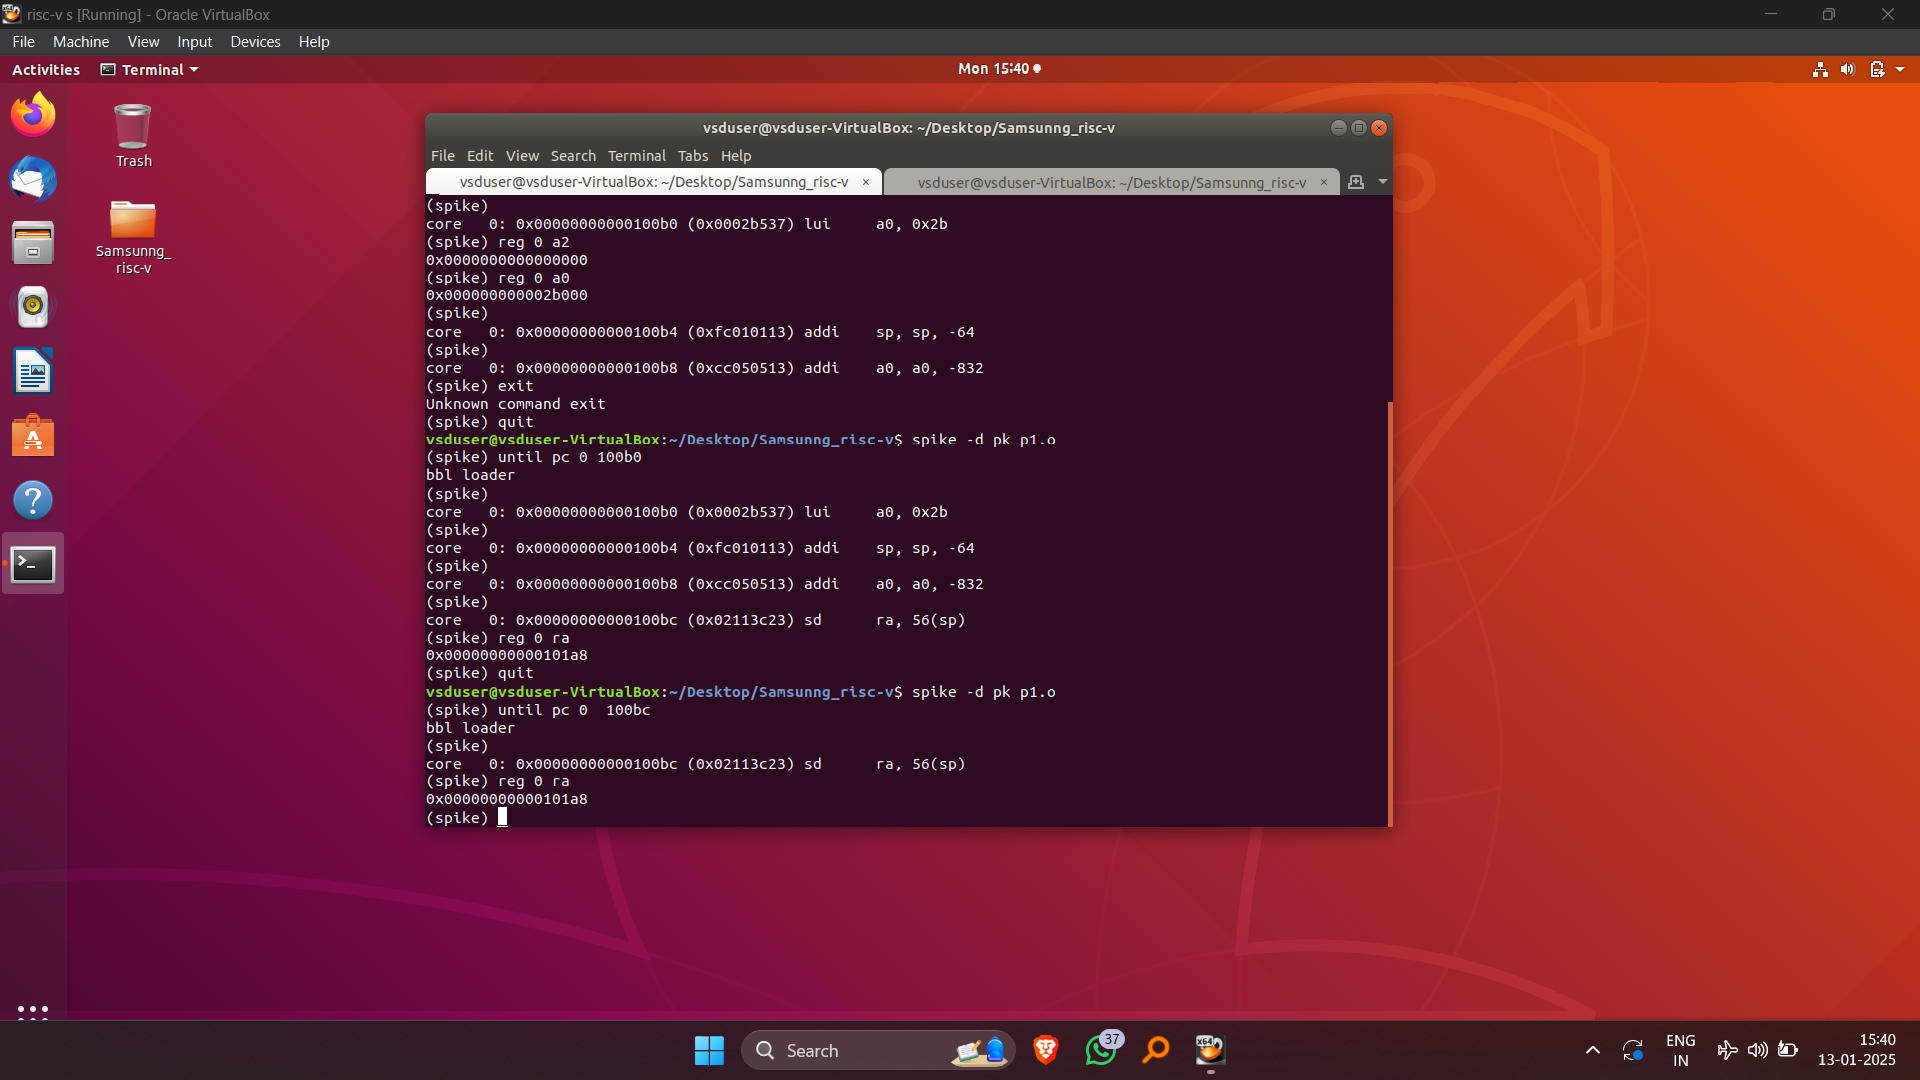 risc-v s [Running] - Oracle VirtualBox
File Machine View Input Devices Help
Activities Terminal Mon 15:40
Trash
Samsunng_
risc-v
vsduser@vsduser-VirtualBox: ~/Desktop/Samsunng_risc-v
File Edit View Search Terminal Tabs Help
vsduser@vsduser-VirtualBox: ~/Desktop/Samsunng_risc-v × vsduser@vsduser-VirtualBox: ~/Desktop/Samsunng_risc-v ×
(spike)
core   0: 0x00000000000100b0 (0x0002b537) lui     a0, 0x2b
(spike) reg 0 a2
0x0000000000000000
(spike) reg 0 a0
0x000000000002b000
(spike)
core   0: 0x00000000000100b4 (0xfc010113) addi    sp, sp, -64
(spike)
core   0: 0x00000000000100b8 (0xcc050513) addi    a0, a0, -832
(spike) exit
Unknown command exit
(spike) quit
vsduser@vsduser-VirtualBox:~/Desktop/Samsunng_risc-v$ spike -d pk p1.o
(spike) until pc 0 100b0
bbl loader
(spike)
core   0: 0x00000000000100b0 (0x0002b537) lui     a0, 0x2b
(spike)
core   0: 0x00000000000100b4 (0xfc010113) addi    sp, sp, -64
(spike)
core   0: 0x00000000000100b8 (0xcc050513) addi    a0, a0, -832
(spike)
core   0: 0x00000000000100bc (0x02113c23) sd      ra, 56(sp)
(spike) reg 0 ra
0x00000000000101a8
(spike) quit
vsduser@vsduser-VirtualBox:~/Desktop/Samsunng_risc-v$ spike -d pk p1.o
(spike) until pc 0  100bc
bbl loader
(spike)
core   0: 0x00000000000100bc (0x02113c23) sd      ra, 56(sp)
(spike) reg 0 ra
0x00000000000101a8
(spike)
Search
37
x64
ENG
IN
15:40
13-01-2025